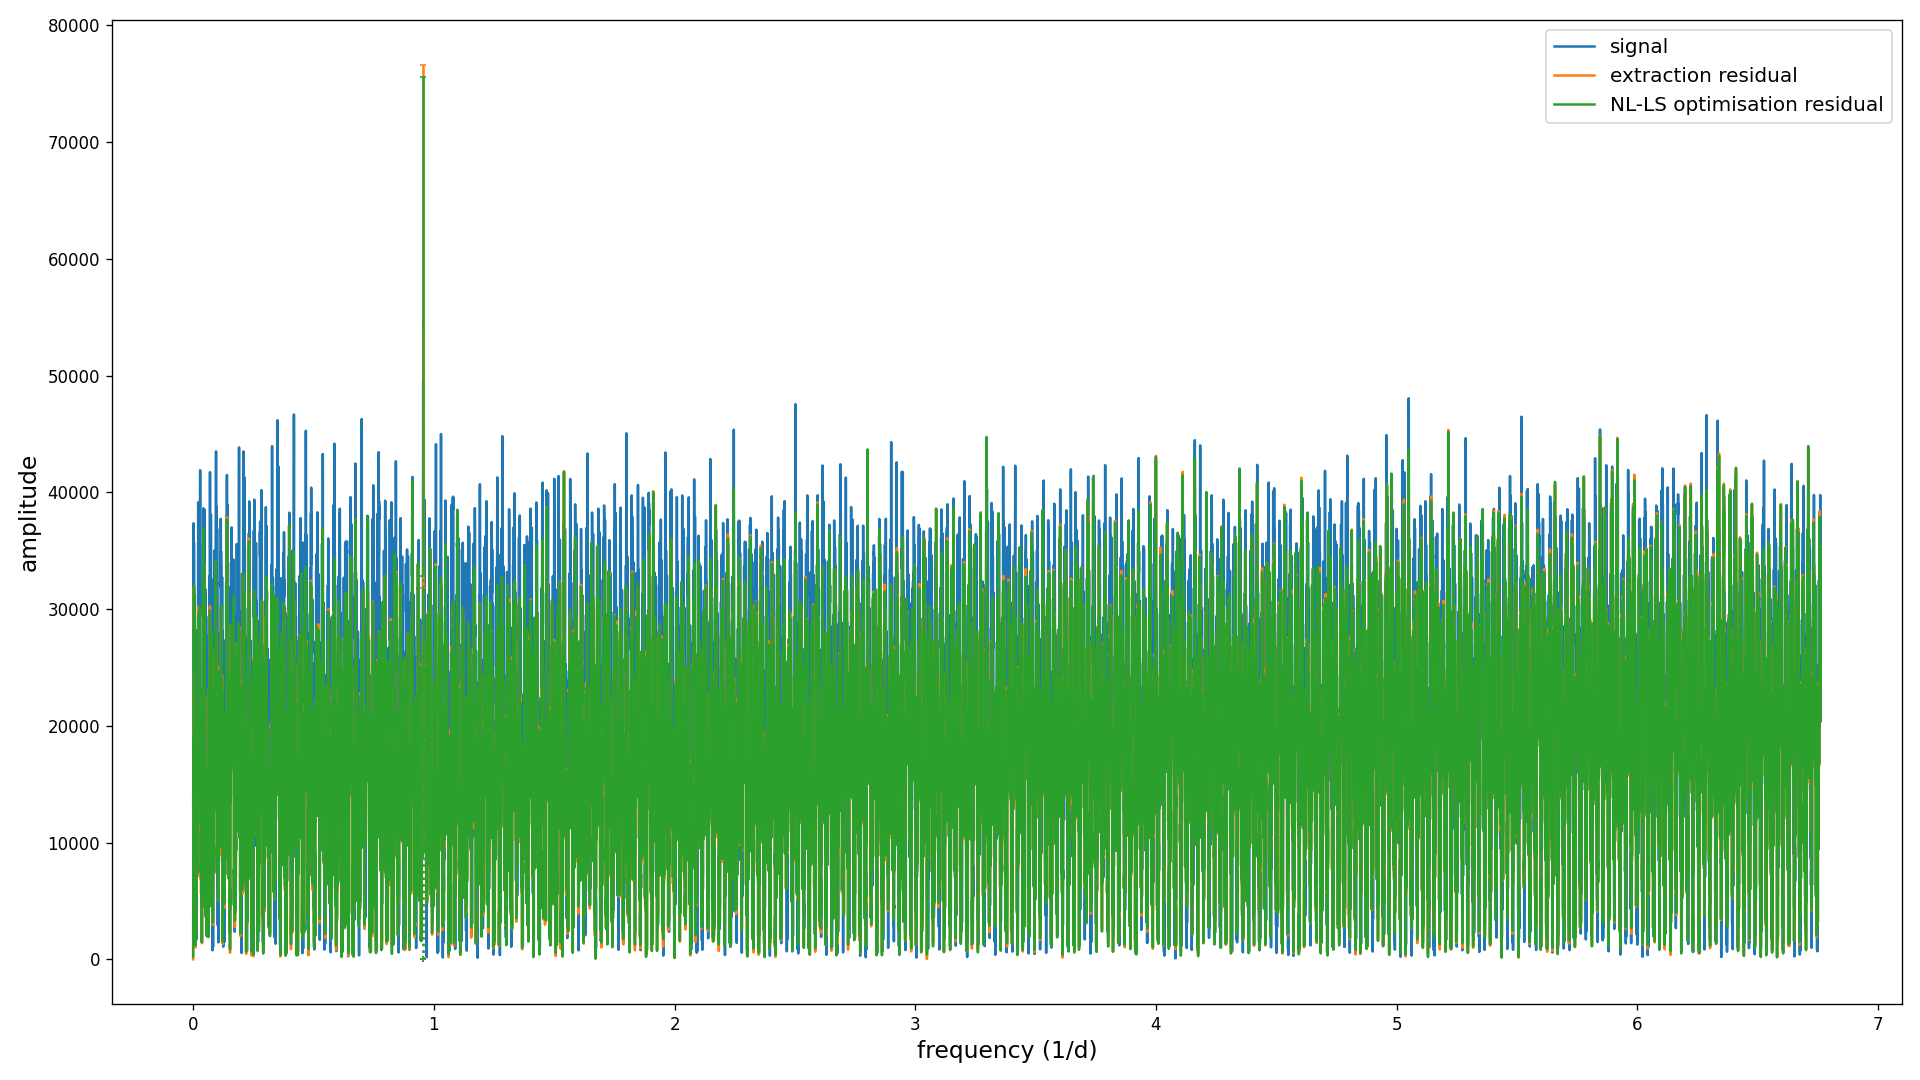 80000
70000
60000
50000
40000
30000
20000
10000
0
amplitude
signal
extraction residual
NL-LS optimisation residual
0 1 2 3 4 5 6 7
frequency (1/d)